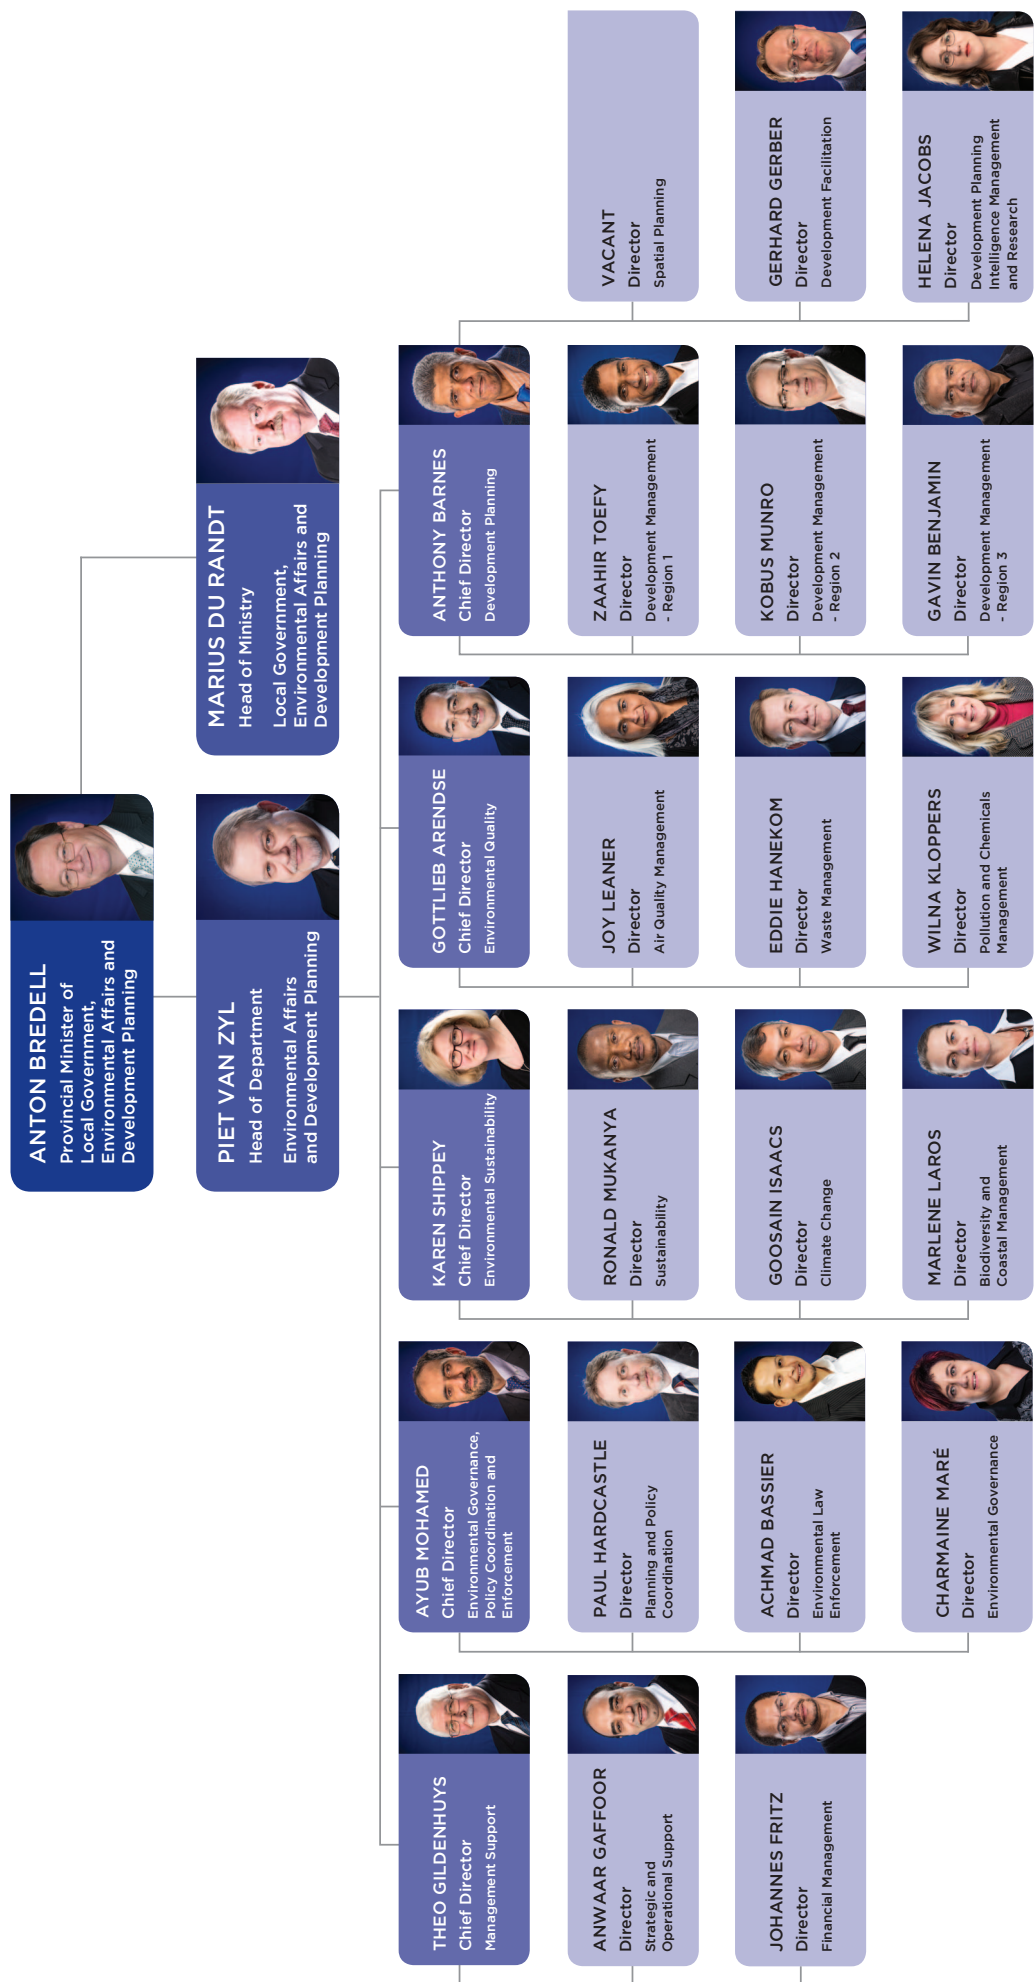 ANTON BREDELL
Provincial Minister of
Local Government,
Environmental Affairs and
Development Planning
PIET VAN ZYL
Head of Department
Environmental Affairs
and Development Planning
MARIUS DU RANDT
Head of Ministry
Local Government,
Environmental Affairs and
Development Planning
THEO GILDENHUYS
Chief Director
Management Support
AYUB MOHAMED
Chief Director
Environmental Governance,
Policy Coordination and
Enforcement
KAREN SHIPPEY
Chief Director
Environmental Sustainability
GOTTLIEB ARENDSE
Chief Director
Environmental Quality
ANTHONY BARNES
Chief Director
Development Planning
ANWAAR GAFFOOR
Director
Strategic and
Operational Support
PAUL HARDCASTLE
Director
Planning and Policy
Coordination
RONALD MUKANYA
Director
Sustainability
JOY LEANER
Director
Air Quality Management
ZAAHIR TOEFY
Director
Development Management
- Region 1
VACANT
Director
Spatial Planning
JOHANNES FRITZ
Director
Financial Management
ACHMAD BASSIER
Director
Environmental Law
Enforcement
GOOSAIN ISAACS
Director
Climate Change
EDDIE HANEKOM
Director
Waste Management
KOBUS MUNRO
Director
Development Management
- Region 2
GERHARD GERBER
Director
Development Facilitation
CHARMAINE MARÉ
Director
Environmental Governance
MARLENE LAROS
Director
Biodiversity and
Coastal Management
WILNA KLOPPERS
Director
Pollution and Chemicals
Management
GAVIN BENJAMIN
Director
Development Management
- Region 3
HELENA JACOBS
Director
Development Planning
Intelligence Management
and Research